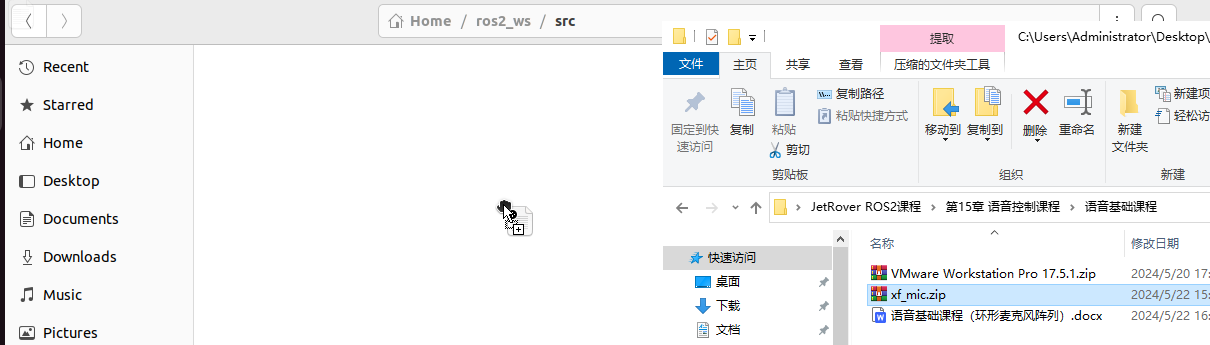 Home / ros2_ws / src
Recent
Starred
Home
Desktop
Documents
Downloads
Music
Pictures
提取
C:\Users\Administrator\Desktop\
文件
主页
共享
查看
压缩的文件夹工具
固定到快
速访问
复制
粘贴
复制路径
粘贴快捷方式
剪切
剪贴板
移动到
复制到
删除
重命名
组织
新建
文件夹
新建项
轻松访
新建
JetRover ROS2课程 › 第15章 语音控制课程 › 语音基础课程
快速访问
桌面
下载
文档
名称 修改日期
VMware Workstation Pro 17.5.1.zip 2024/5/20 17:
xf_mic.zip 2024/5/22 15:
语音基础课程（环形麦克风阵列）.docx 2024/5/22 16: